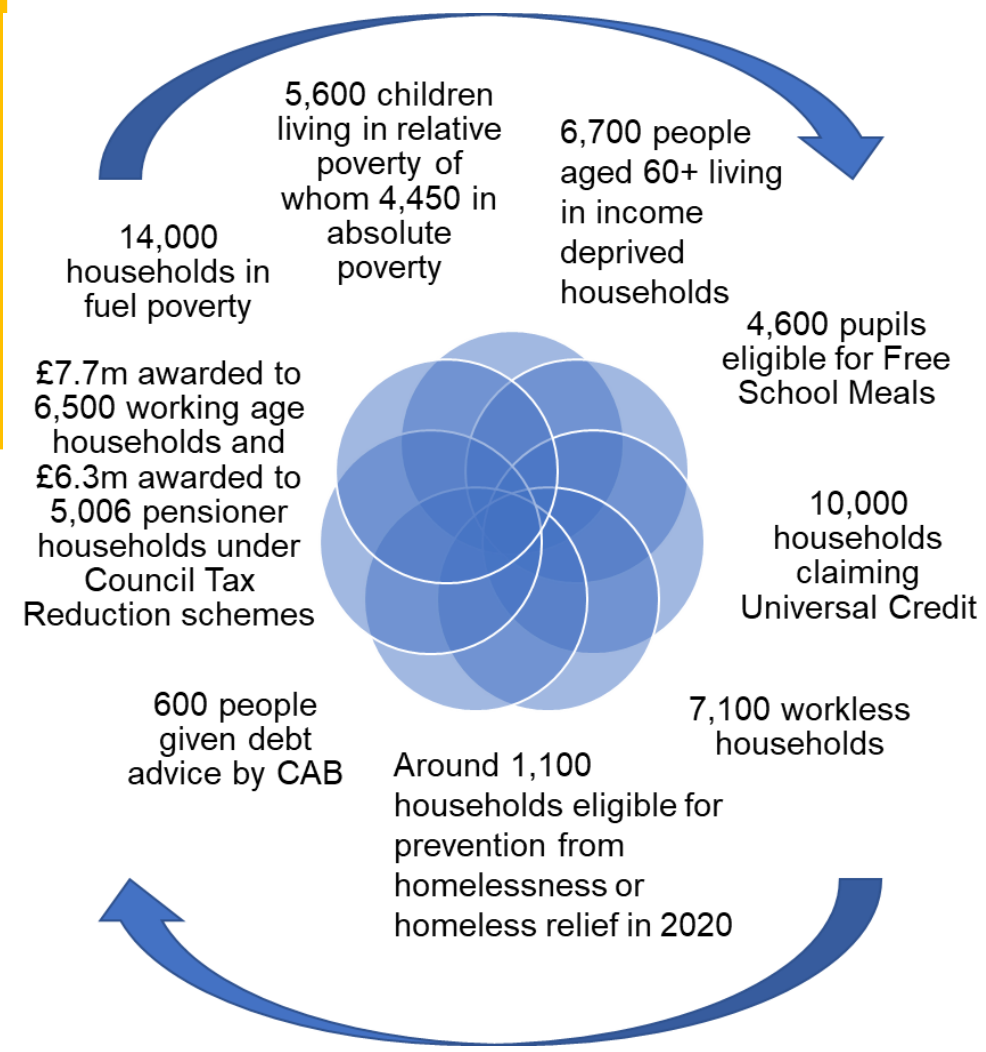 5,600 children
living in relative
poverty of
whom 4,450 in
absolute
poverty
6,700 people
aged 60+ living
in income
deprived
households
4,600 pupils
eligible for Free
School Meals
10,000
households
claiming
Universal Credit
7,100 workless
households
Around 1,100
households eligible for
prevention from
homelessness or
homeless relief in 2020
600 people
given debt
advice by CAB
£7.7m awarded to
6,500 working age
households and
£6.3m awarded to
5,006 pensioner
households under
Council Tax
Reduction schemes
14,000
households in
fuel poverty